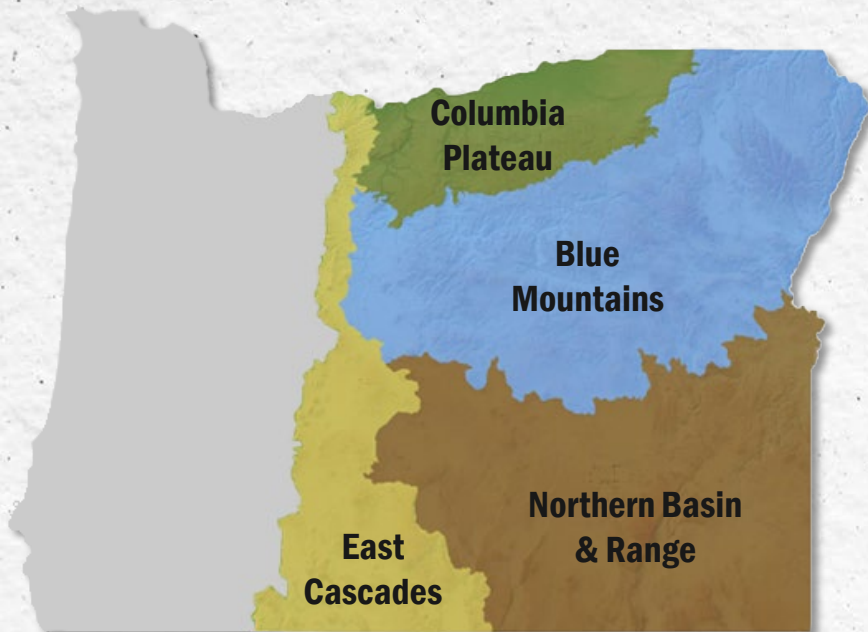 Columbia
Plateau
Blue
Mountains
Northern Basin
& Range
East
Cascades